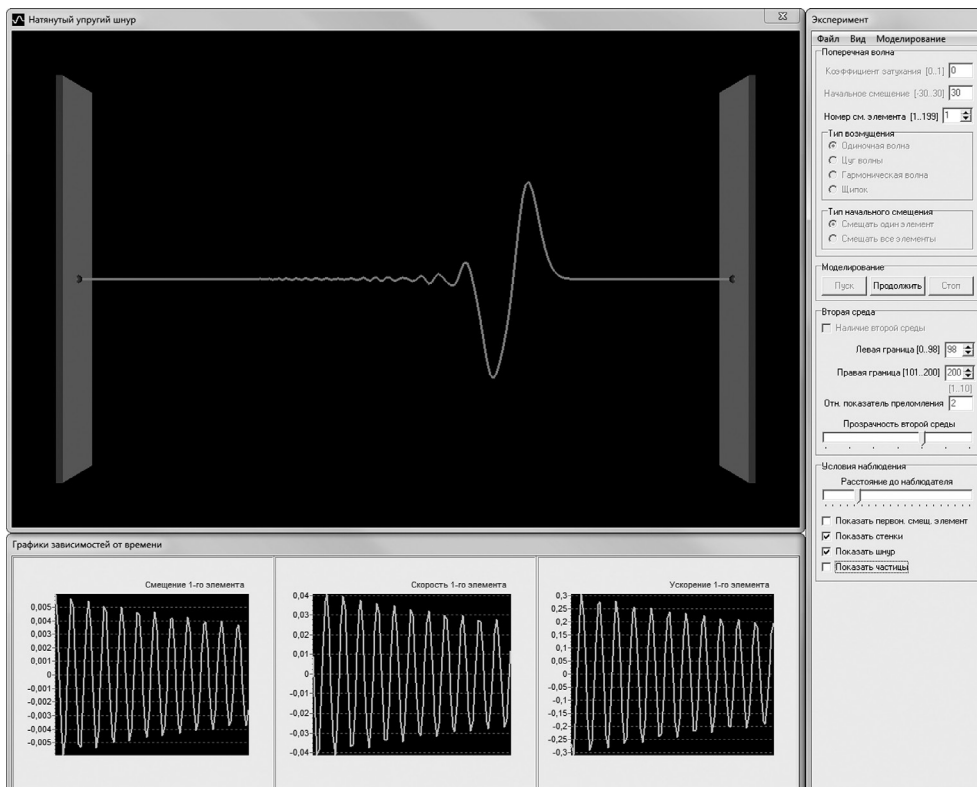 Натянутый упругий шнур
Эксперимент
Файл Вид Моделирование
Поперечная волна
Коэффициент затухания [0..1] 0
Начальное смещение [-30..30] 30
Номер см. элемента [1..199] 1
Тип возмущения
Одиночная волна
Цуг волны
Гармоническая волна
Щипок
Тип начального смещения
Смещать один элемент
Смещать все элементы
Моделирование
Пуск Продолжить Стоп
Вторая среда
Наличие второй среды
Левая граница [0..98] 98
Правая граница [101..200] 200
[1..10]
Отн. показатель преломления 2
Прозрачность второй среды
Условия наблюдения
Расстояние до наблюдателя
Показать первон. смещ. элемент
Показать стенки
Показать шнур
Показать частицы
Графики зависимостей от времени
Смещение 1-го элемента
0,005
0,004
0,003
0,002
0,001
0
-0,001
-0,002
-0,003
-0,004
-0,005
Скорость 1-го элемента
0,04
0,03
0,02
0,01
0
-0,01
-0,02
-0,03
-0,04
Ускорение 1-го элемента
0,3
0,25
0,2
0,15
0,1
0,05
0
-0,05
-0,1
-0,15
-0,2
-0,25
-0,3